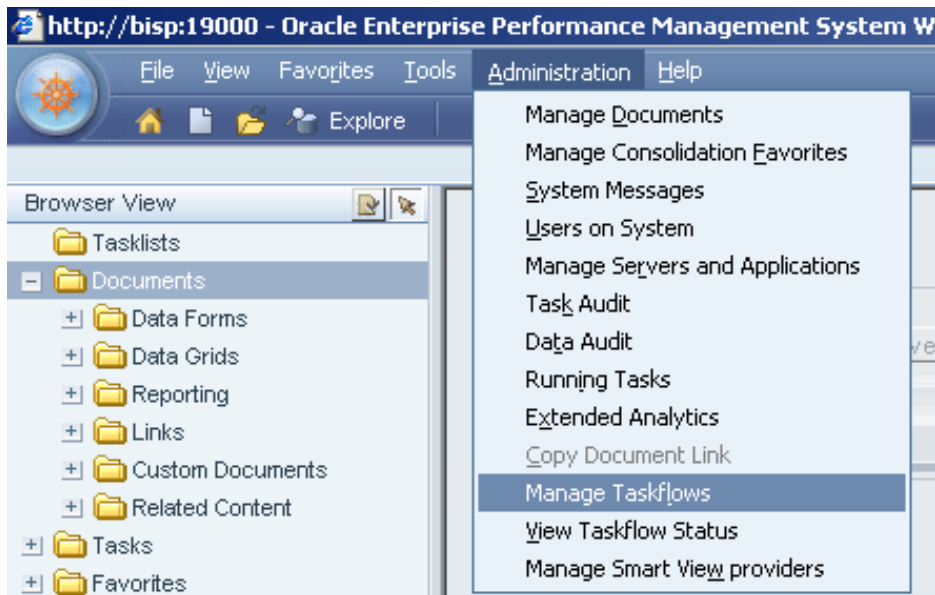 http://bisp:19000 - Oracle Enterprise Performance Management System W
File View Favorites Tools Administration Help
Explore
Manage Documents
Manage Consolidation Favorites
System Messages
Users on System
Manage Servers and Applications
Task Audit
Data Audit
Running Tasks
Extended Analytics
Copy Document Link
Manage Taskflows
View Taskflow Status
Manage Smart View providers
Browser View
Tasklists
Documents
Data Forms
Data Grids
Reporting
Links
Custom Documents
Related Content
Tasks
Favorites